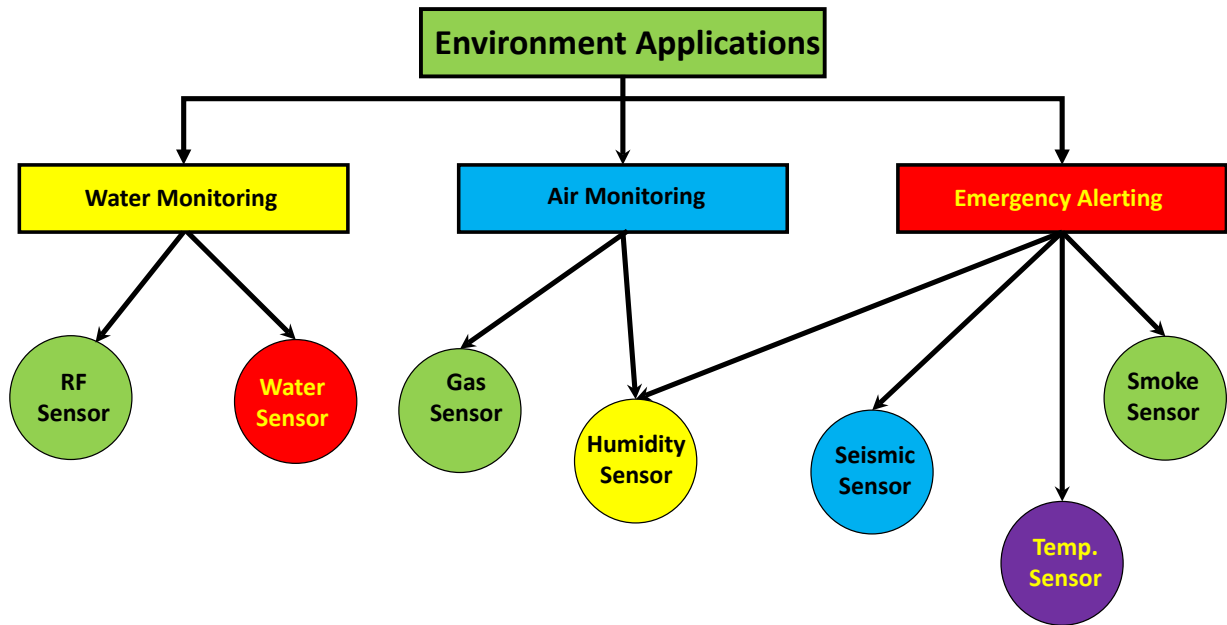 Environment Applications
Water Monitoring
Air Monitoring
Emergency Alerting
RF
Sensor
Water
Sensor
Gas
Sensor
Humidity
Sensor
Seismic
Sensor
Temp.
Sensor
Smoke
Sensor